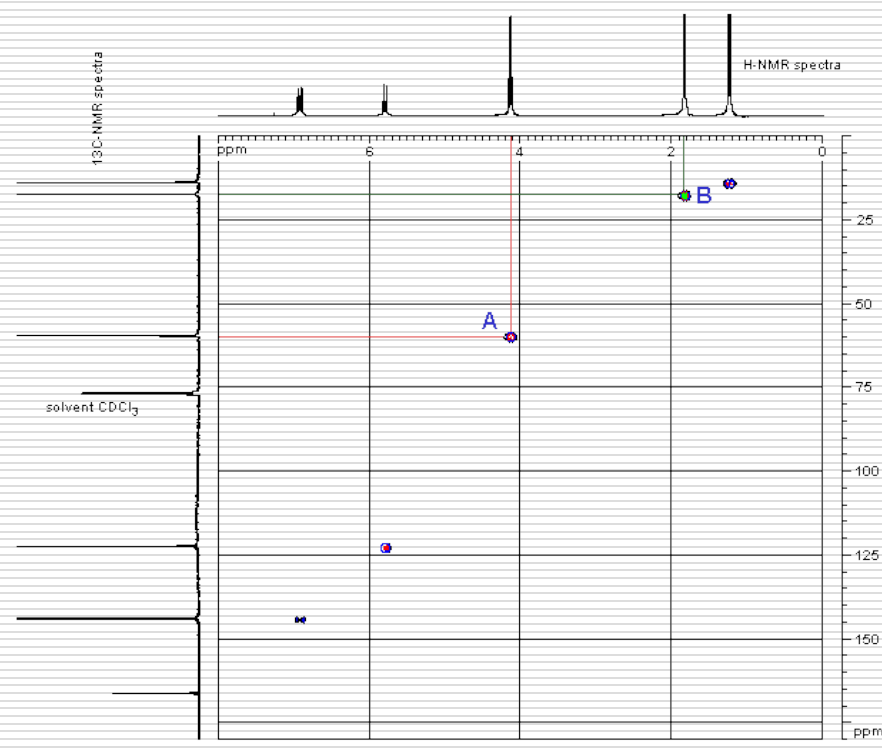 13C-NMR spectra
H-NMR spectra
ppm 6 4 2 0
B
25
50
A
75
solvent CDCl3
100
125
150
ppm